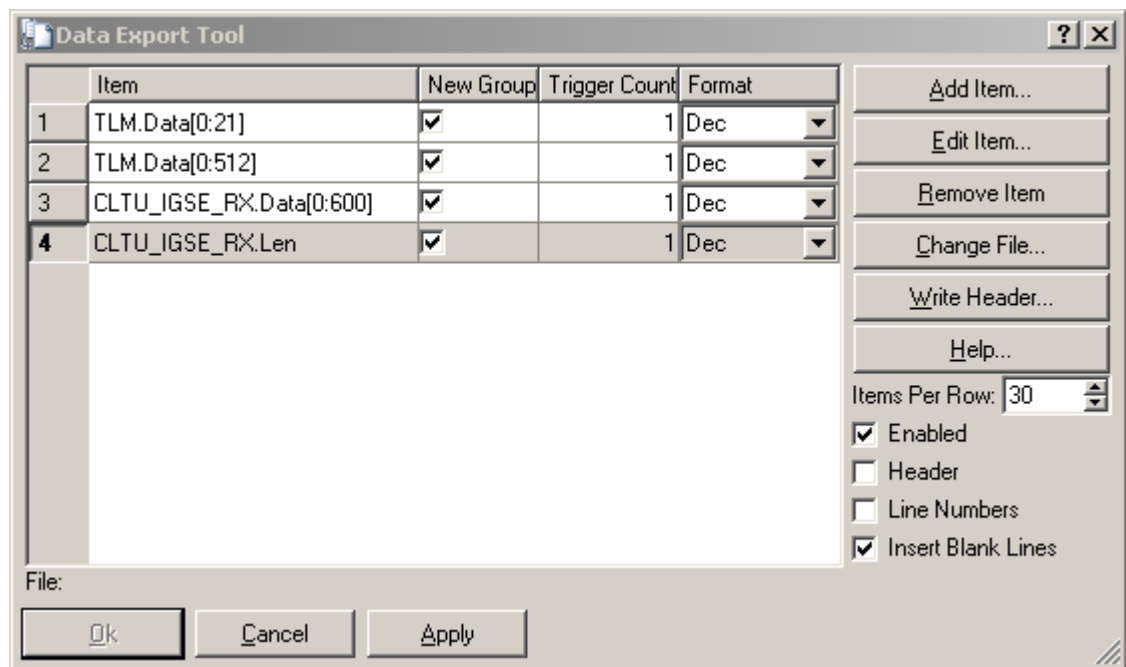 Data Export Tool
Item New Group Trigger Count Format
1 TLM.Data[0:21] 1 Dec
2 TLM.Data[0:512] 1 Dec
3 CLTU_IGSE_RX.Data[0:600] 1 Dec
4 CLTU_IGSE_RX.Len 1 Dec
Add Item...
Edit Item...
Remove Item
Change File...
Write Header...
Help...
Items Per Row: 30
Enabled
Header
Line Numbers
Insert Blank Lines
File:
Ok Cancel Apply